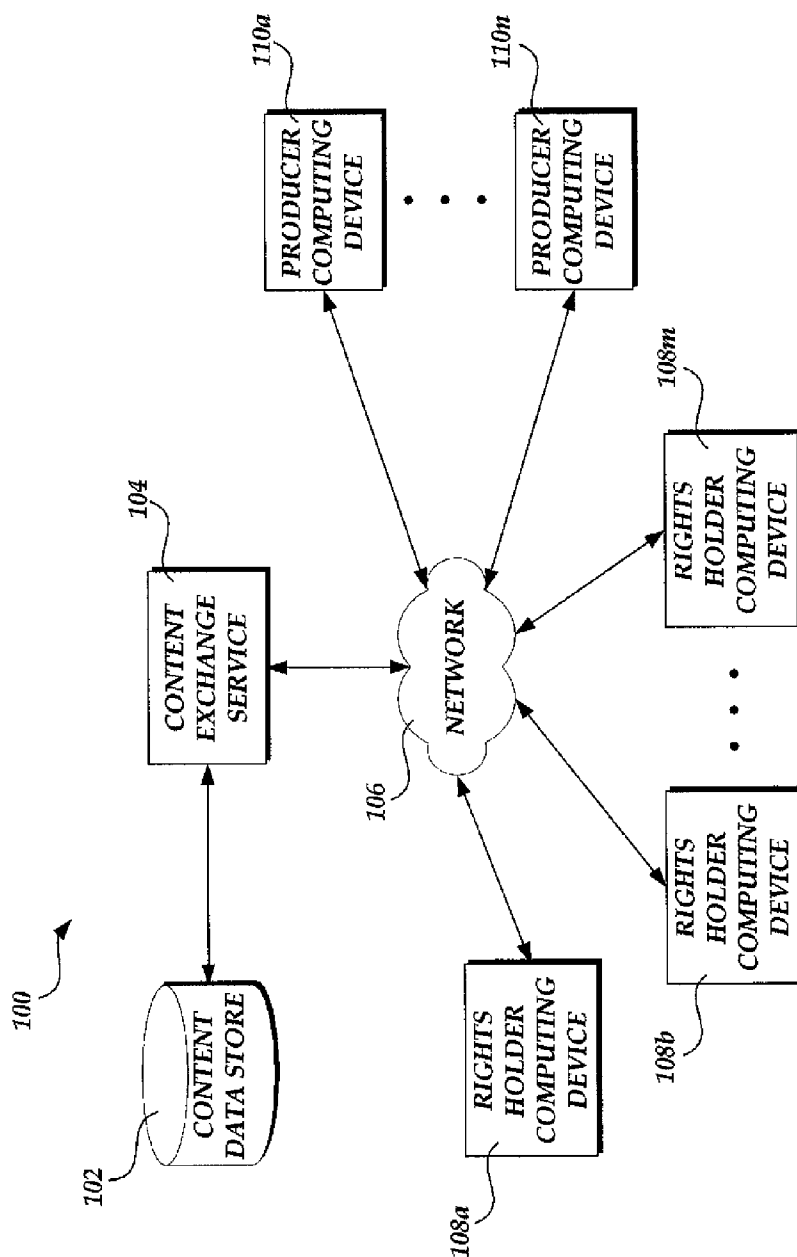 100
102
CONTENT
DATA STORE
104
CONTENT
EXCHANGE
SERVICE
106
NETWORK
110a
PRODUCER
COMPUTING
DEVICE
110n
PRODUCER
COMPUTING
DEVICE
108a
RIGHTS
HOLDER
COMPUTING
DEVICE
108b
RIGHTS
HOLDER
COMPUTING
DEVICE
108m
RIGHTS
HOLDER
COMPUTING
DEVICE